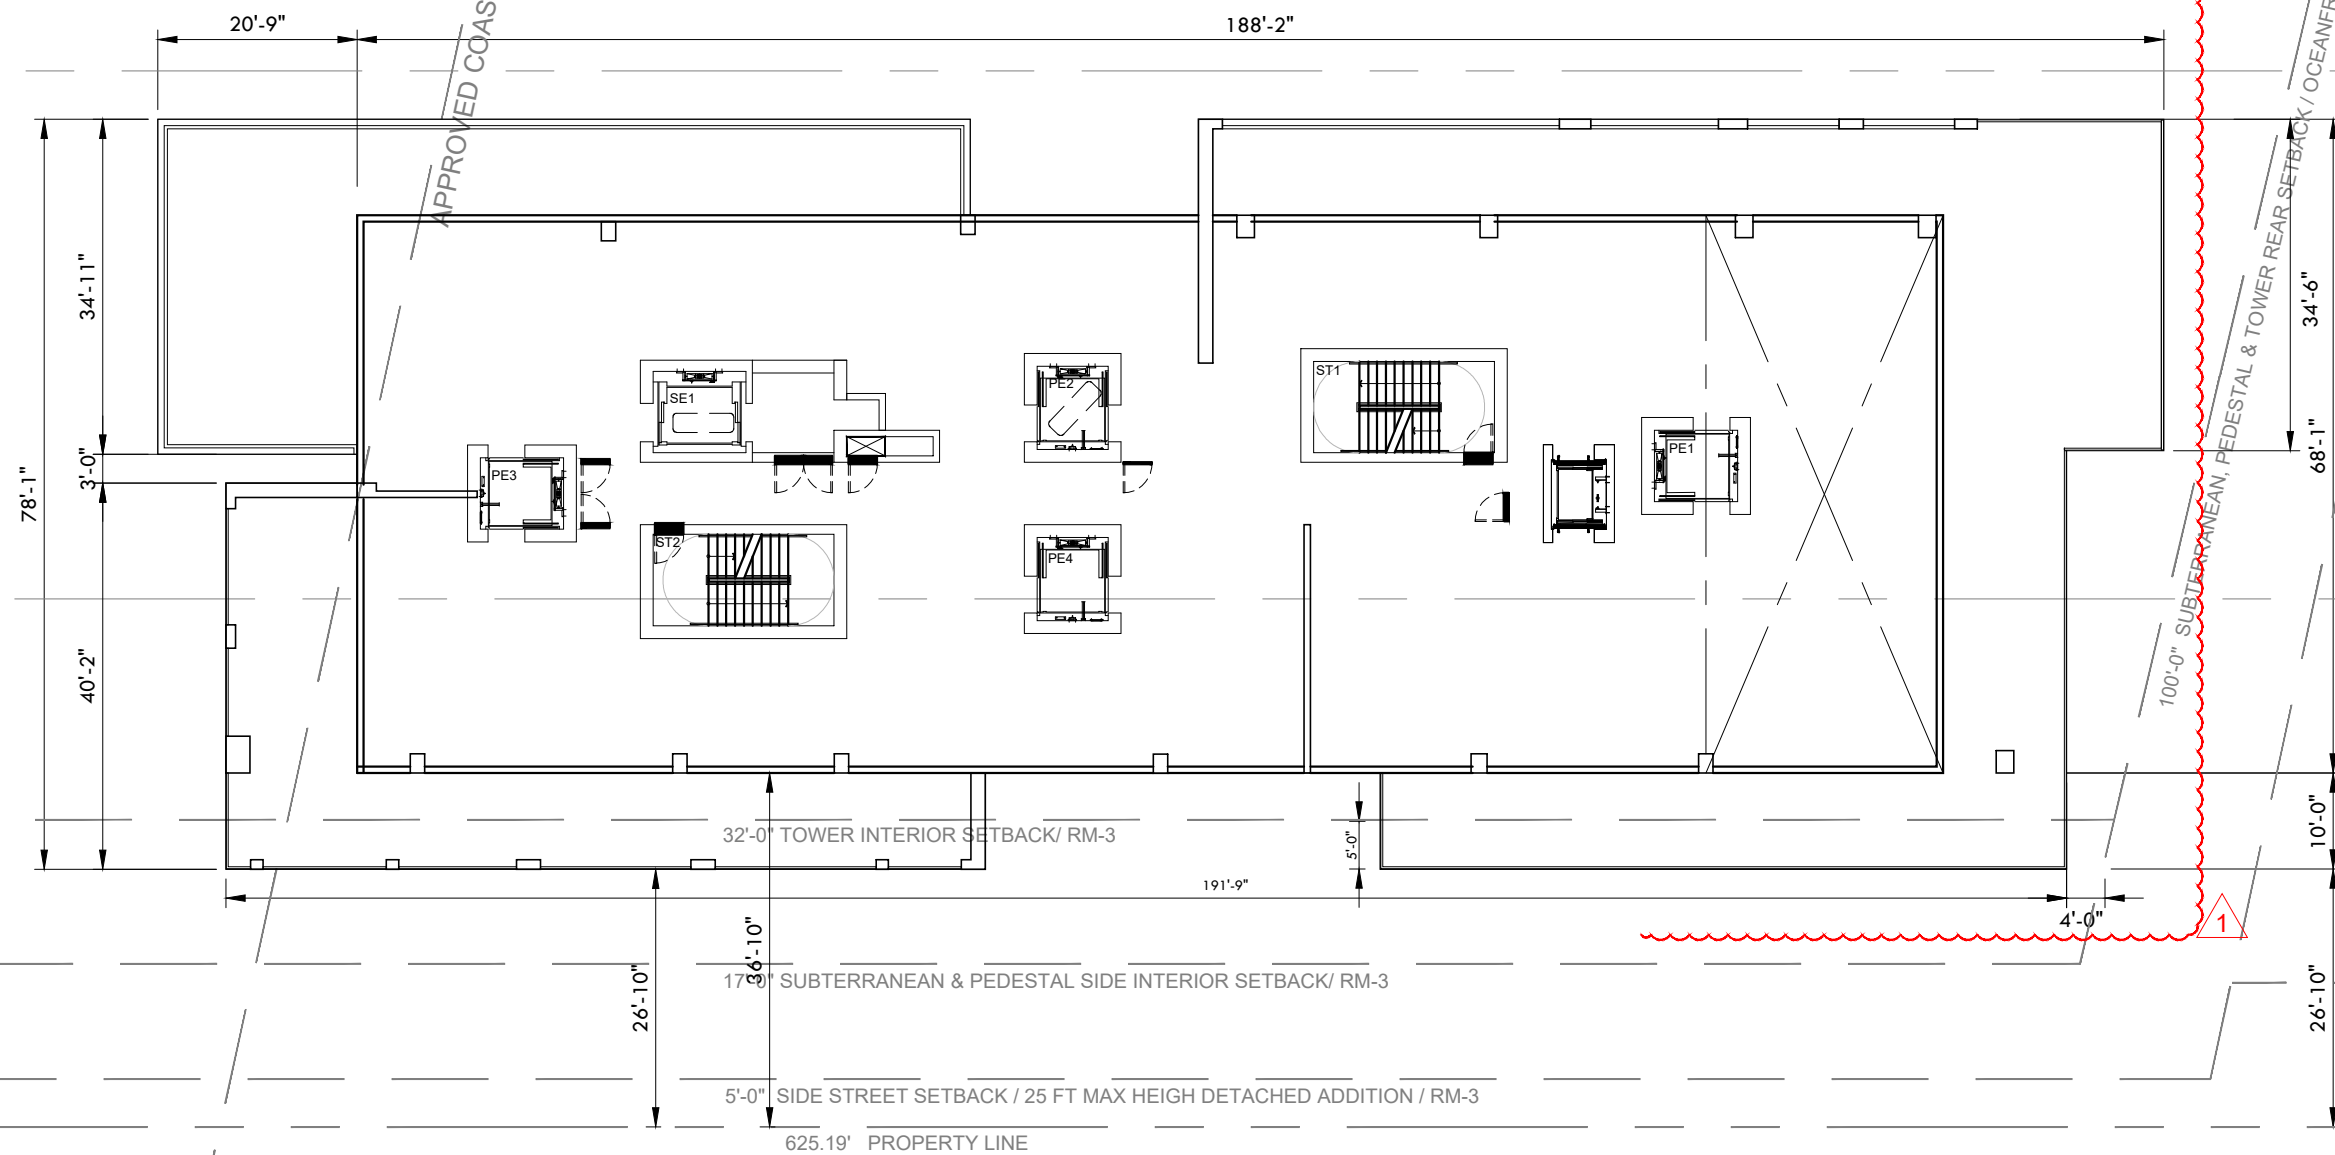 20'-9"
188'-2"
APPROVED COAS
34'-11"
3'-0"
78'-1"
40'-2"
34'-6"
68'-1"
10'-0"
26'-10"
SE1
PE2
ST1
PE1
PE3
ST2
PE4
100'-0" SUBTERRANEAN, PEDESTAL & TOWER REAR SETBACK / OCEANFR
32'-0" TOWER INTERIOR SETBACK/ RM-3
5'-0"
191'-9"
4'-0"
1
36'-10"
26'-10"
17'-0" SUBTERRANEAN & PEDESTAL SIDE INTERIOR SETBACK/ RM-3
5'-0" SIDE STREET SETBACK / 25 FT MAX HEIGH DETACHED ADDITION / RM-3
625.19' PROPERTY LINE